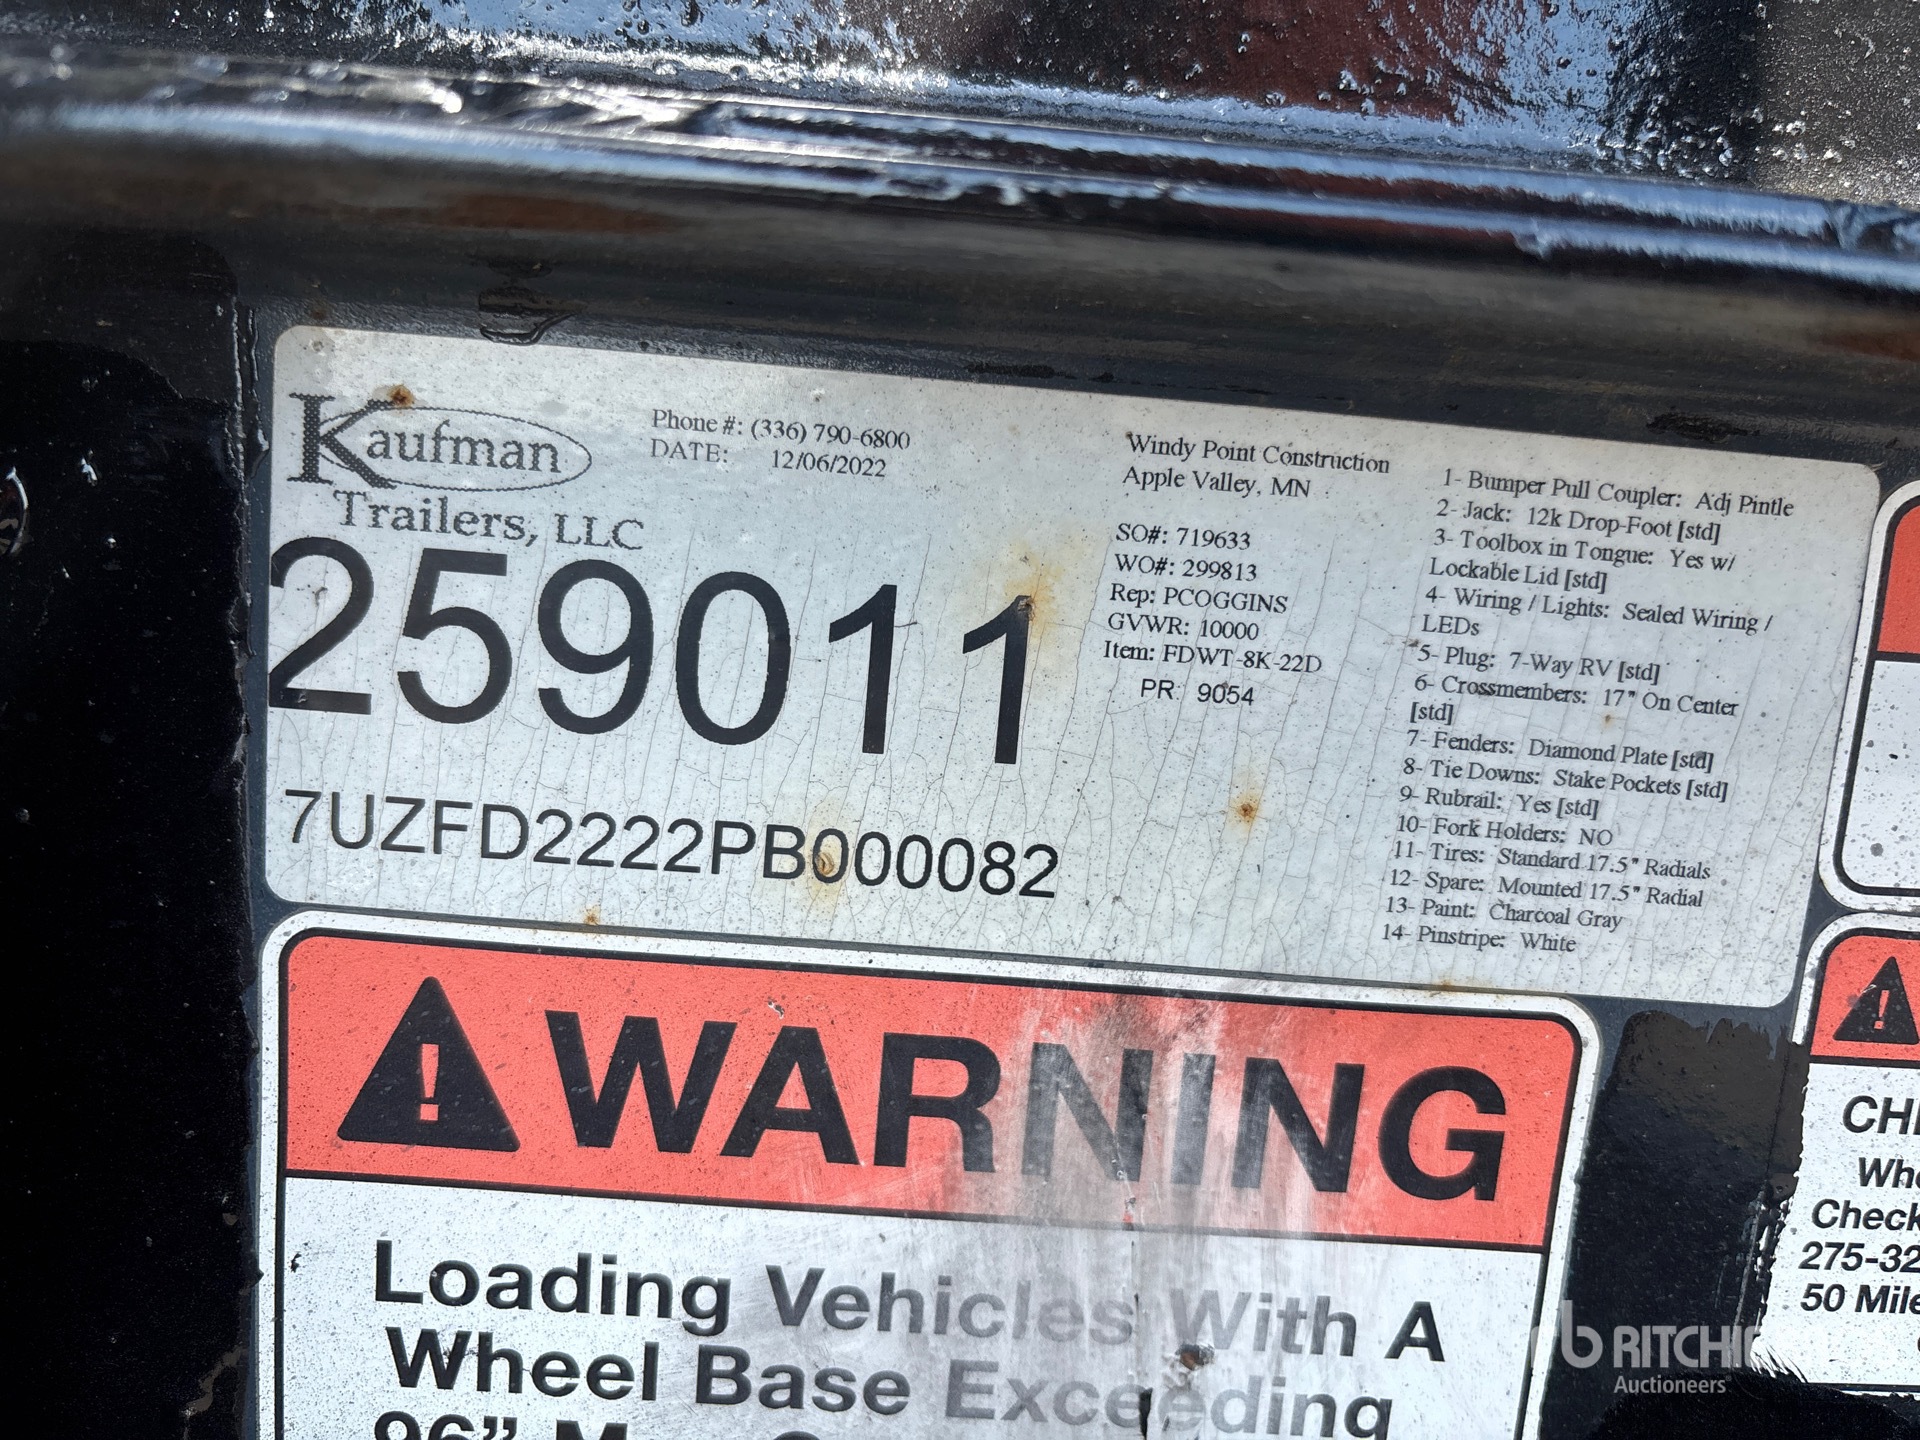 Kaufman
Trailers, LLC
Phone #: (336) 790-6800
DATE: 12/06/2022
259011
7UZFD2222PB000082
Windy Point Construction
Apple Valley, MN
SO#: 719633
WO#: 299813
Rep: PCOGGINS
GVWR: 10000
Item: FDWT-8K-22D
PR: 9054
1- Bumper Pull Coupler: Adj Pintle
2- Jack: 12k Drop-Foot [std]
3- Toolbox in Tongue: Yes w/
Lockable Lid [std]
4- Wiring / Lights: Sealed Wiring /
LEDs
5- Plug: 7-Way RV [std]
6- Crossmembers: 17" On Center
[std]
7- Fenders: Diamond Plate [std]
8- Tie Downs: Stake Pockets [std]
9- Rubrail: Yes [std]
10- Fork Holders: NO
11- Tires: Standard 17.5" Radials
12- Spare: Mounted 17.5" Radial
13- Paint: Charcoal Gray
14- Pinstripe: White
WARNING
Loading Vehicles With A
Wheel Base Exceeding
96"
Check
275-32
50 Mile
rb RITCHIE
Auctioneers